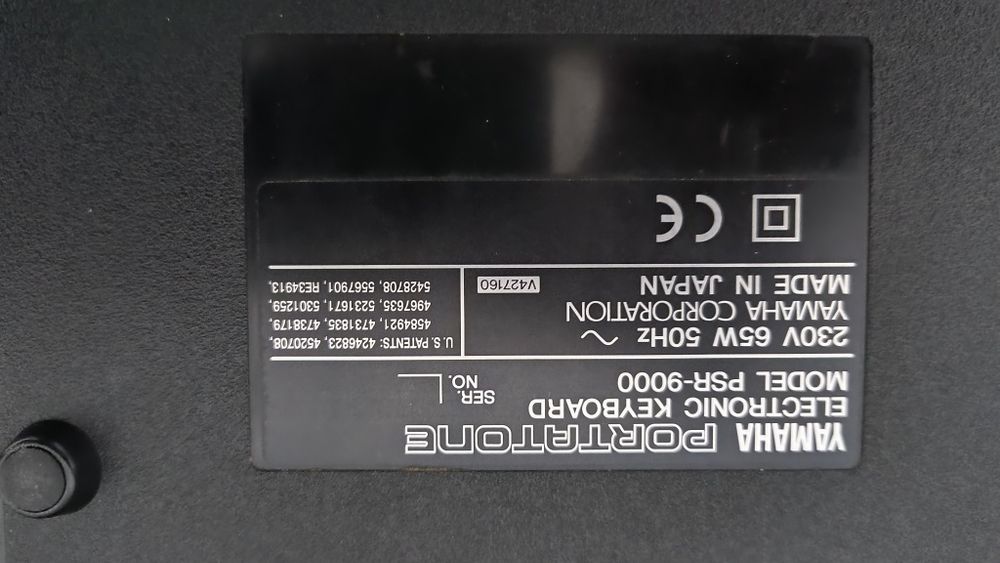 YAMAHA PORTATONE
ELECTRONIC KEYBOARD
MODEL PSR-9000
SER.
NO.
230V 65W 50Hz ~
YAMAHA CORPORATION
MADE IN JAPAN
V427160
U.S. PATENTS: 4246823, 4520708,
4584921, 4731835, 4738179,
4967635, 5231671, 5301259,
5428708, 5567901, RE34913,
CE